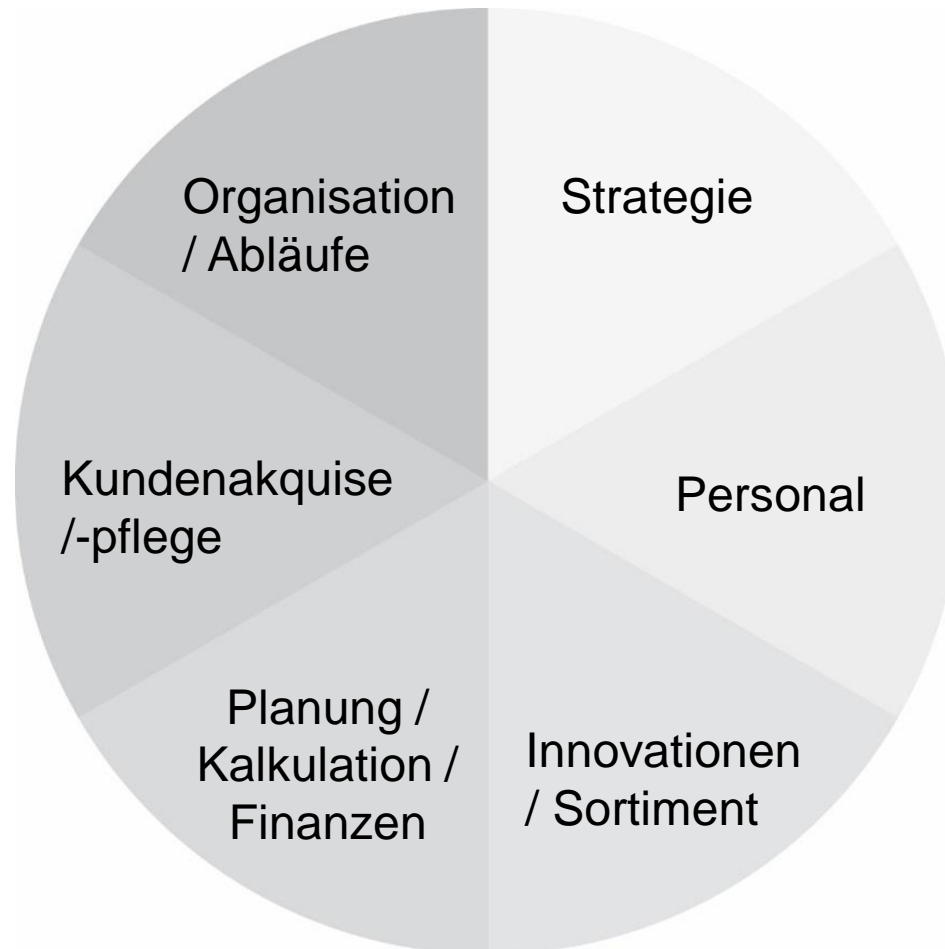 Organisation
/ Abläufe
Strategie
Kundenakquise
/-pflege
Personal
Planung /
Kalkulation /
Finanzen
Innovationen
/ Sortiment